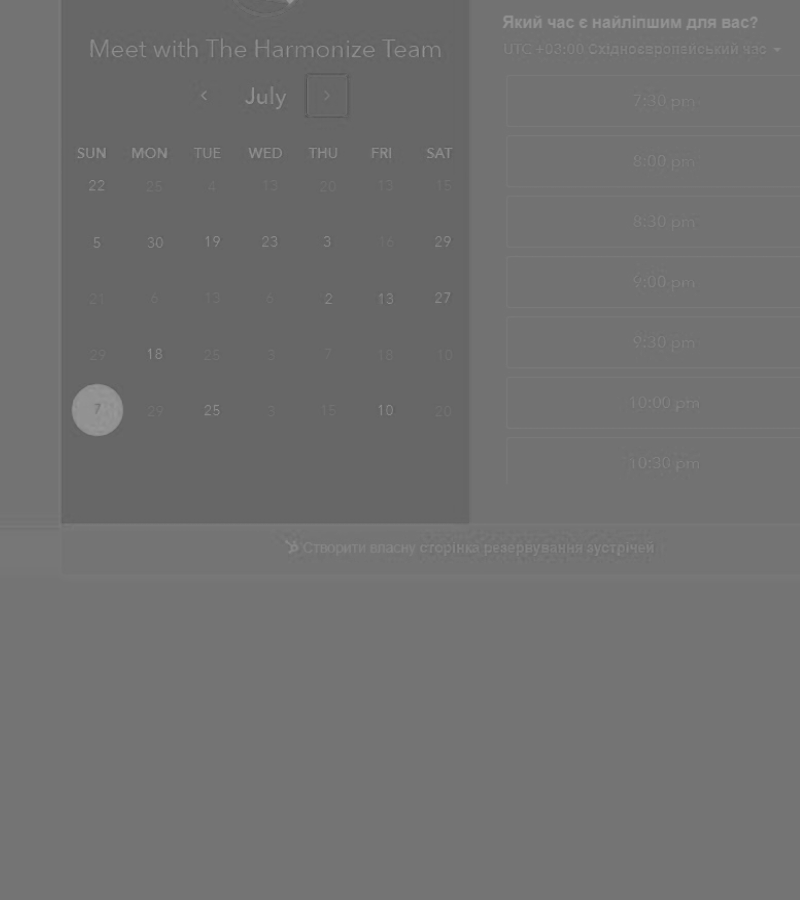 Meet with The Harmonize Team
July
SUN MON TUE WED THU FRI SAT
22 25 4 13 20 13 15
5 30 19 23 3 16 29
21 6 13 6 2 13 27
29 18 25 3 7 18 10
7 29 25 3 15 10 20
Який час є найліпшим для вас?
UTC +03:00 Східноєвропейський час
7:30 pm
8:00 pm
8:30 pm
9:00 pm
9:30 pm
10:00 pm
10:30 pm
Створити власну сторінка резервування зустрічей